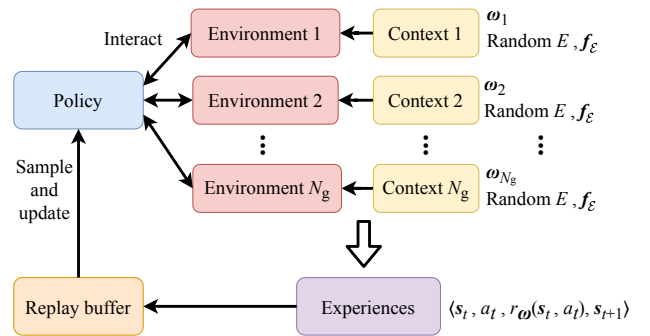 Interact
Environment 1
Context 1
𝝎₁
Random E , 𝒇_ℰ
Policy
Environment 2
Context 2
𝝎₂
Random E , 𝒇_ℰ
Sample
and
update
Environment N_g
Context N_g
𝝎_{N_g}
Random E , 𝒇_ℰ
Replay buffer
Experiences
⟨𝒔_t , a_t , r_𝝎(𝒔_t , a_t), 𝒔_{t+1}⟩